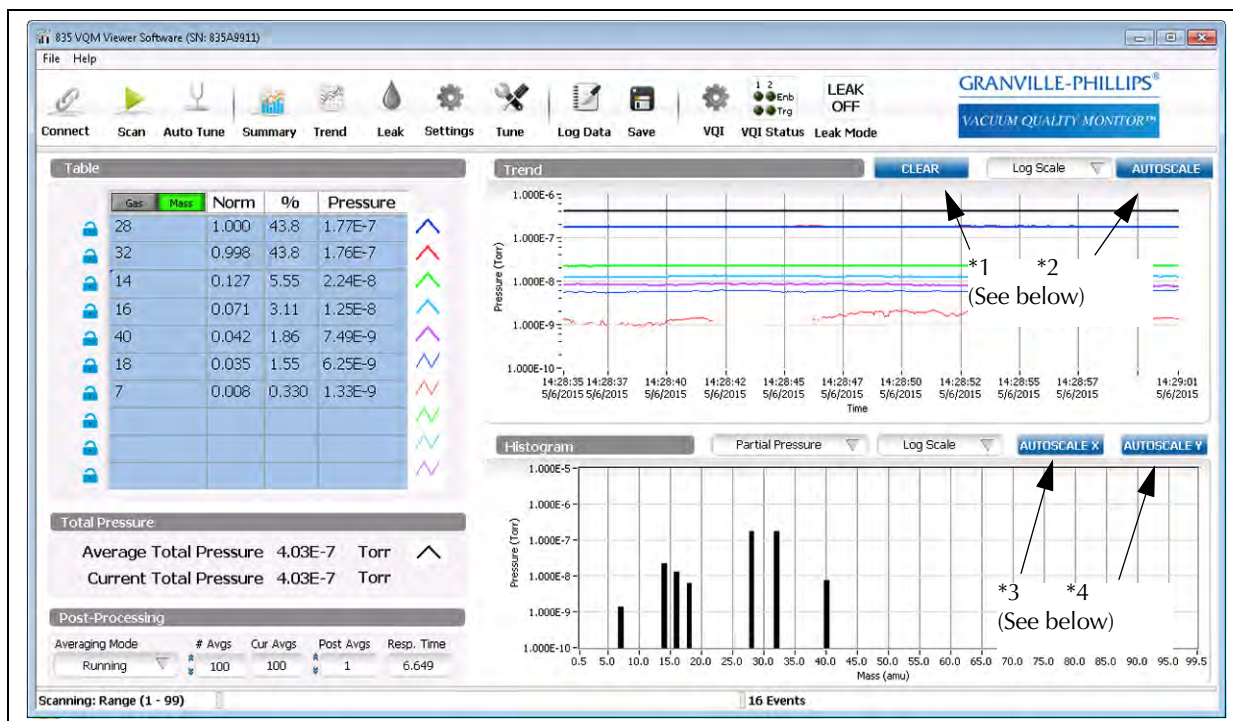 835 VQM Viewer Software (SN: 835A9911)
File Help
Connect Scan Auto Tune Summary Trend Leak Settings Tune Log Data Save VQI VQI Status Leak Mode
1 2
Enb
Trg
LEAK
OFF
GRANVILLE-PHILLIPS®
VACUUM QUALITY MONITOR™
Table
Gas Mass Norm % Pressure
28 1.000 43.8 1.77E-7
32 0.998 43.8 1.76E-7
14 0.127 5.55 2.24E-8
16 0.071 3.11 1.25E-8
40 0.042 1.86 7.49E-9
18 0.035 1.55 6.25E-9
7 0.008 0.330 1.33E-9
Total Pressure
Average Total Pressure 4.03E-7 Torr
Current Total Pressure 4.03E-7 Torr
Post-Processing
Averaging Mode # Avgs Cur Avgs Post Avgs Resp. Time
Running 100 100 1 6.649
Trend CLEAR Log Scale AUTOSCALE
Pressure (Torr)
1.000E-6
1.000E-7
1.000E-8
1.000E-9
1.000E-10
*1 *2
(See below)
14:28:35 14:28:37 14:28:40 14:28:42 14:28:45 14:28:47 14:28:50 14:28:52 14:28:55 14:28:57 14:29:01
5/6/2015 5/6/2015 5/6/2015 5/6/2015 5/6/2015 5/6/2015 5/6/2015 5/6/2015 5/6/2015 5/6/2015 5/6/2015
Time
Histogram Partial Pressure Log Scale AUTOSCALE X AUTOSCALE Y
Pressure (Torr)
1.000E-5
1.000E-6
1.000E-7
1.000E-8
1.000E-9
1.000E-10
*3 *4
(See below)
0.5 5.0 10.0 15.0 20.0 25.0 30.0 35.0 40.0 45.0 50.0 55.0 60.0 65.0 70.0 75.0 80.0 85.0 90.0 95.0 99.5
Mass (amu)
Scanning: Range (1 - 99) 16 Events